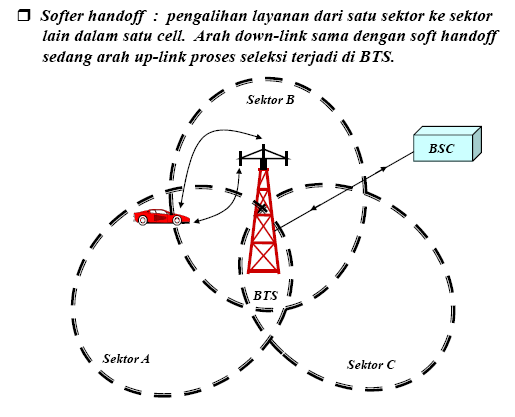 ❐ Softer handoff : pengalihan layanan dari satu sektor ke sektor
lain dalam satu cell. Arah down-link sama dengan soft handoff
sedang arah up-link proses seleksi terjadi di BTS.
Sektor B
BSC
BTS
Sektor A
Sektor C